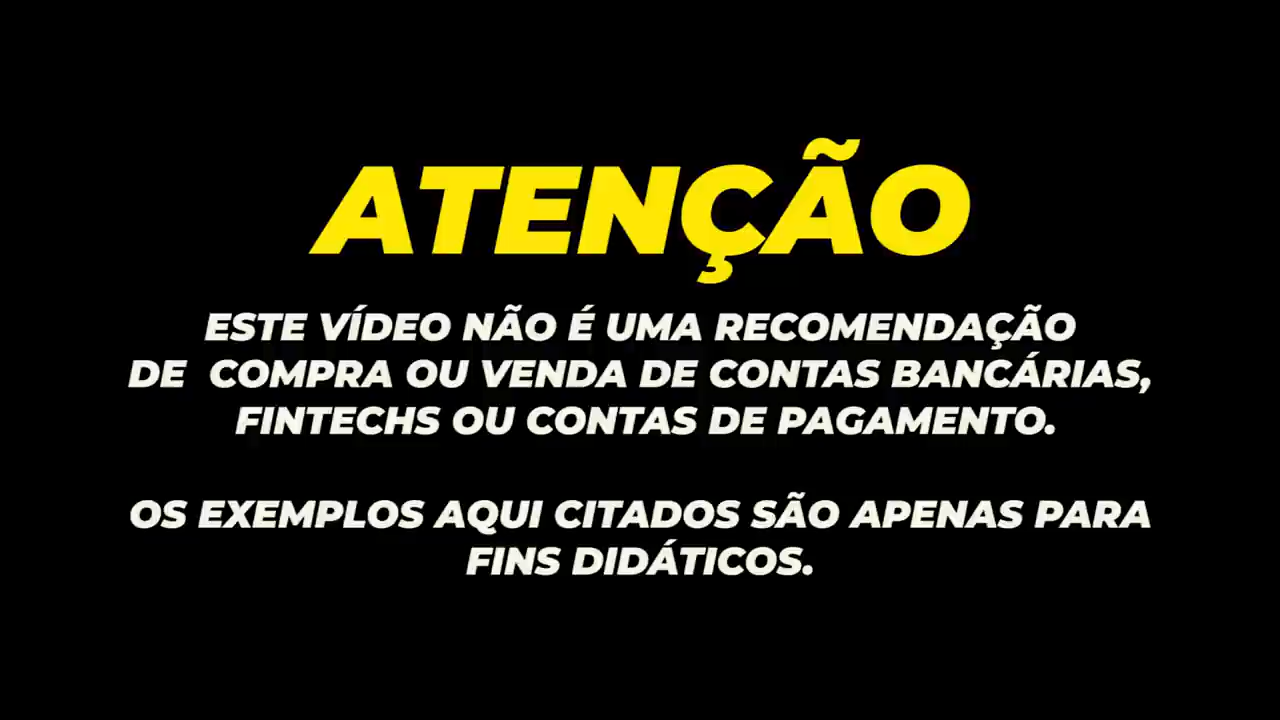 ATENÇÃO
ESTE VÍDEO NÃO É UMA RECOMENDAÇÃO
DE COMPRA OU VENDA DE CONTAS BANCÁRIAS,
FINTECHS OU CONTAS DE PAGAMENTO.
OS EXEMPLOS AQUI CITADOS SÃO APENAS PARA
FINS DIDÁTICOS.